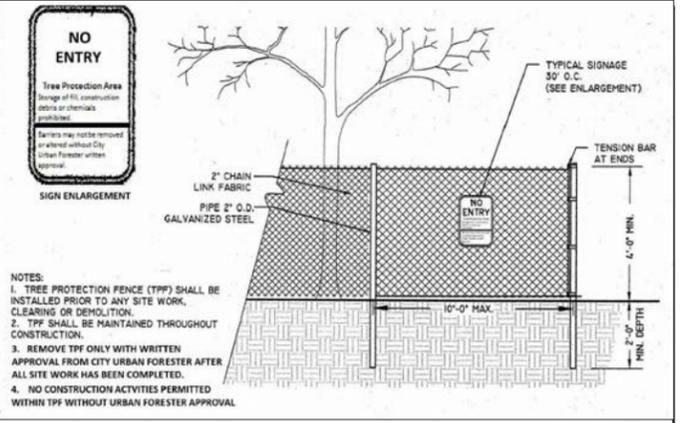 NO
ENTRY
Tree Protection Area
Storage of fill, construction
debris or chemicals
prohibited.
Barriers may not be removed
or altered without City
Urban Forester written
approval.
SIGN ENLARGEMENT
TYPICAL SIGNAGE
30' O.C.
(SEE ENLARGEMENT)
TENSION BAR
AT ENDS
2" CHAIN
LINK FABRIC
PIPE 2" O.D.
GALVANIZED STEEL
NO
ENTRY
4'-0" MIN.
10'-0" MAX.
2'-0"
MIN. DEPTH
NOTES:
1. TREE PROTECTION FENCE (TPF) SHALL BE
INSTALLED PRIOR TO ANY SITE WORK,
CLEARING OR DEMOLITION.
2. TPF SHALL BE MAINTAINED THROUGHOUT
CONSTRUCTION.
3. REMOVE TPF ONLY WITH WRITTEN
APPROVAL FROM CITY URBAN FORESTER AFTER
ALL SITE WORK HAS BEEN COMPLETED.
4. NO CONSTRUCTION ACTVITIES PERMITTED
WITHIN TPF WITHOUT URBAN FORESTER APPROVAL